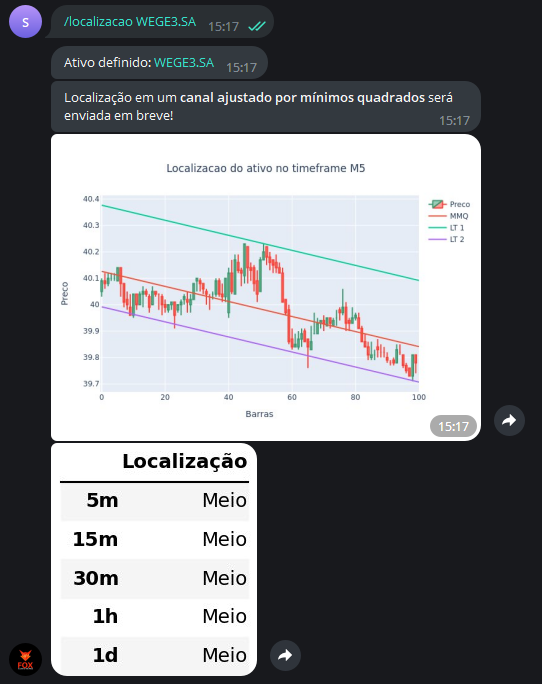 S
/localizacao WEGE3.SA 15:17
Ativo definido: WEGE3.SA 15:17
Localização em um canal ajustado por mínimos quadrados será
enviada em breve! 15:17
Localizacao do ativo no timeframe M5
Preco
40.4
40.3
40.2
40.1
40
39.9
39.8
39.7
0 20 40 60 80 100
Barras
Preco
MMQ
LT 1
LT 2
15:17
Localização
5m Meio
15m Meio
30m Meio
1h Meio
1d Meio
FOX